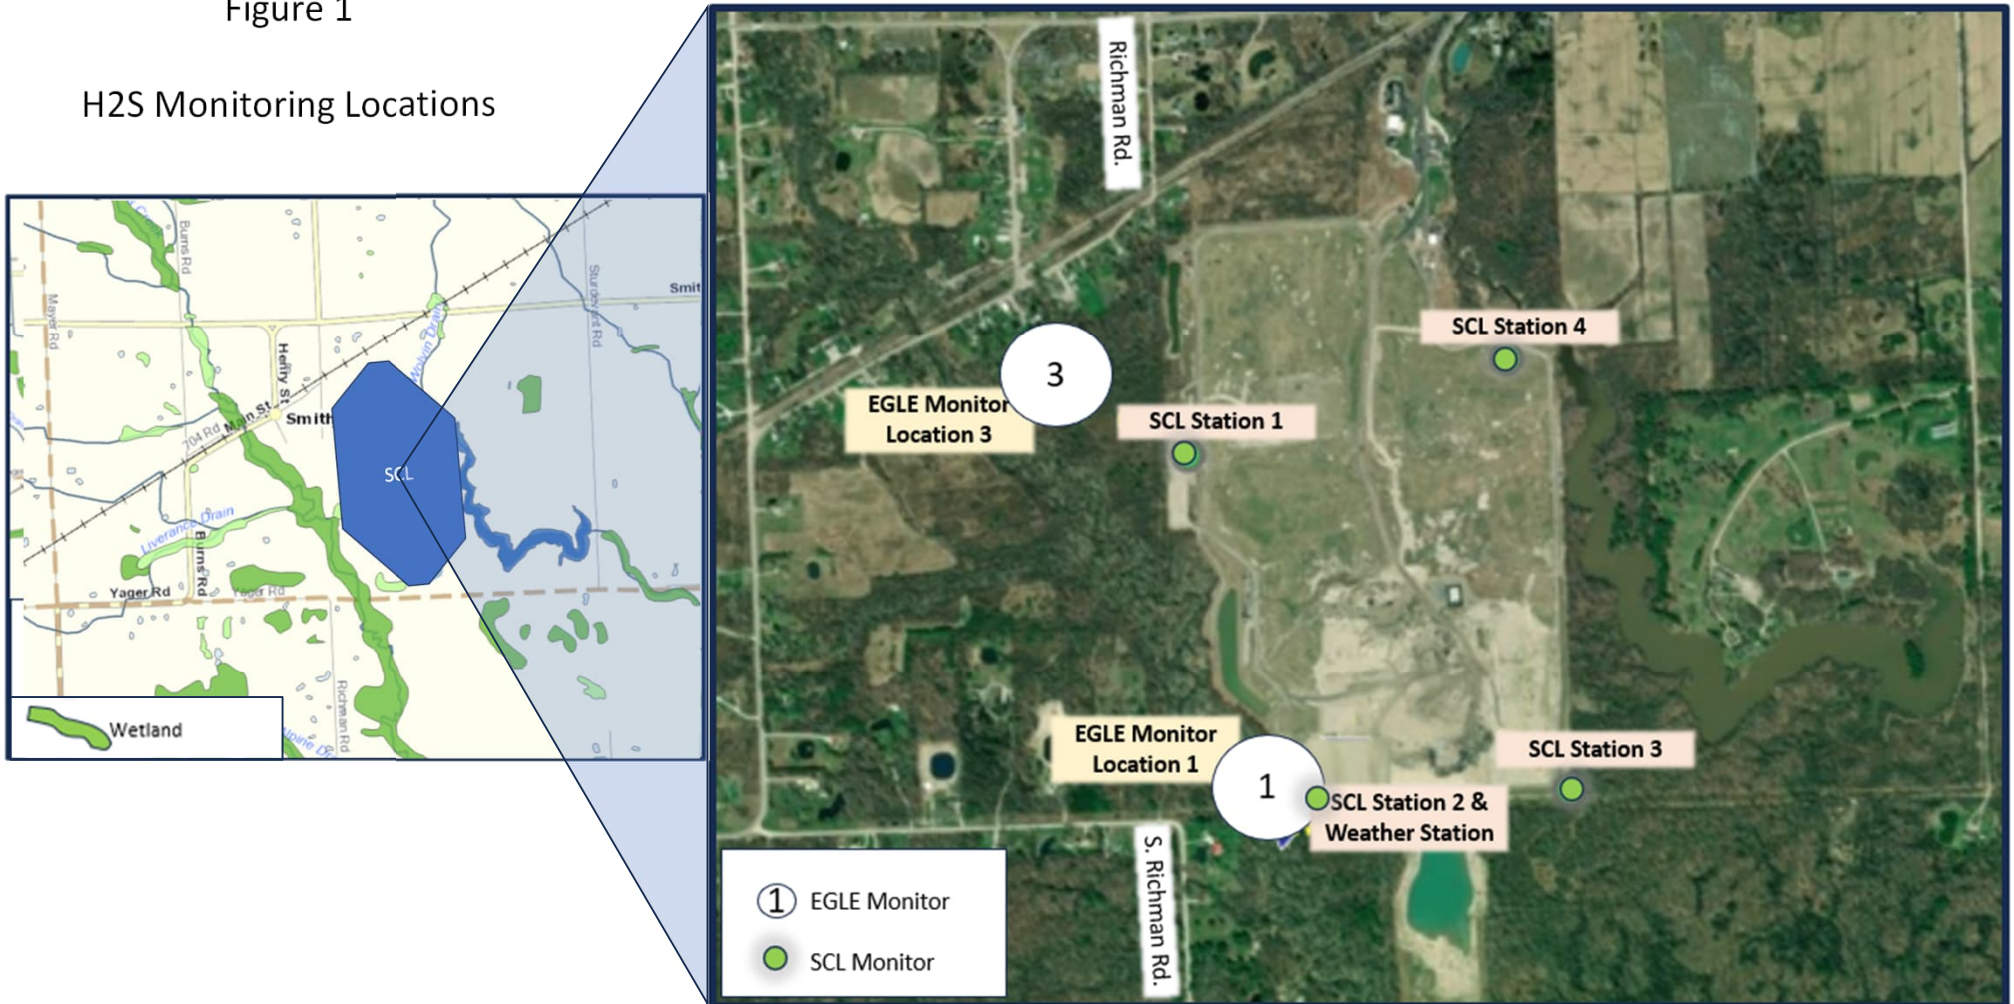 Figure 1
H2S Monitoring Locations
Burns Rd
Mayer Rd
Sturdevant Rd
Smit
Henry St
Main St
704 Rd
Smith
SCL
Liverance Drain
Burns Rd
Yager Rd
Yager Rd
Richman Rd
Wetland
Richman Rd.
SCL Station 4
3
EGLE Monitor
Location 3
SCL Station 1
EGLE Monitor
Location 1
1
SCL Station 3
SCL Station 2 &
Weather Station
S. Richman Rd.
1 EGLE Monitor
SCL Monitor